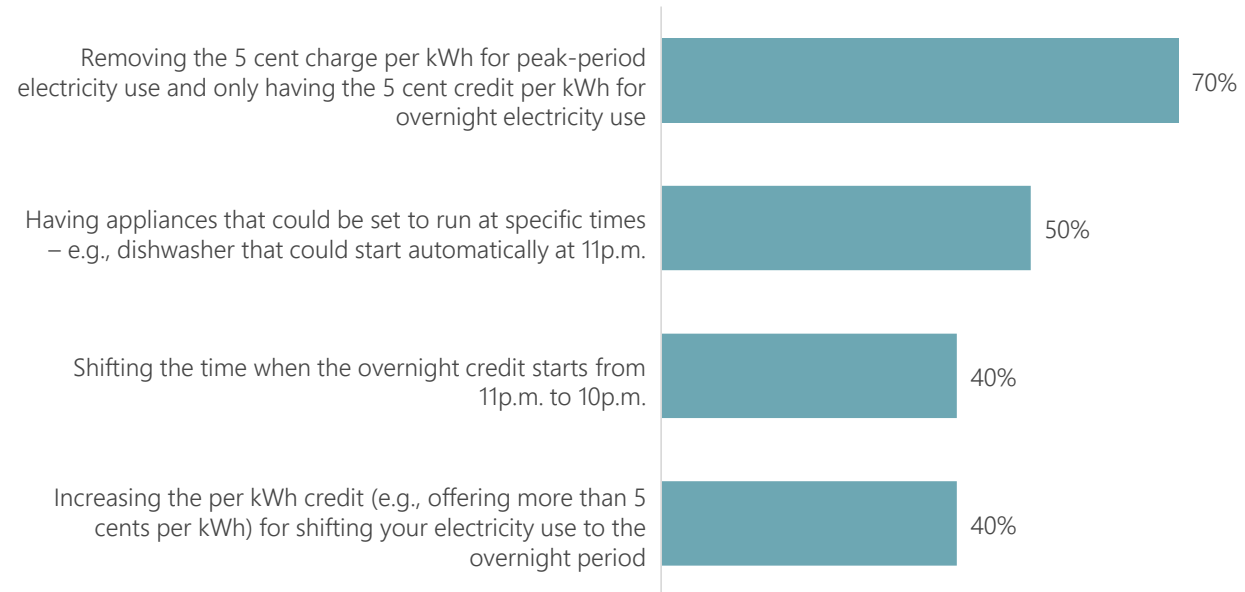 Removing the 5 cent charge per kWh for peak-period
electricity use and only having the 5 cent credit per kWh for
overnight electricity use
70%
Having appliances that could be set to run at specific times
– e.g., dishwasher that could start automatically at 11p.m.
50%
Shifting the time when the overnight credit starts from
11p.m. to 10p.m.
40%
Increasing the per kWh credit (e.g., offering more than 5
cents per kWh) for shifting your electricity use to the
overnight period
40%